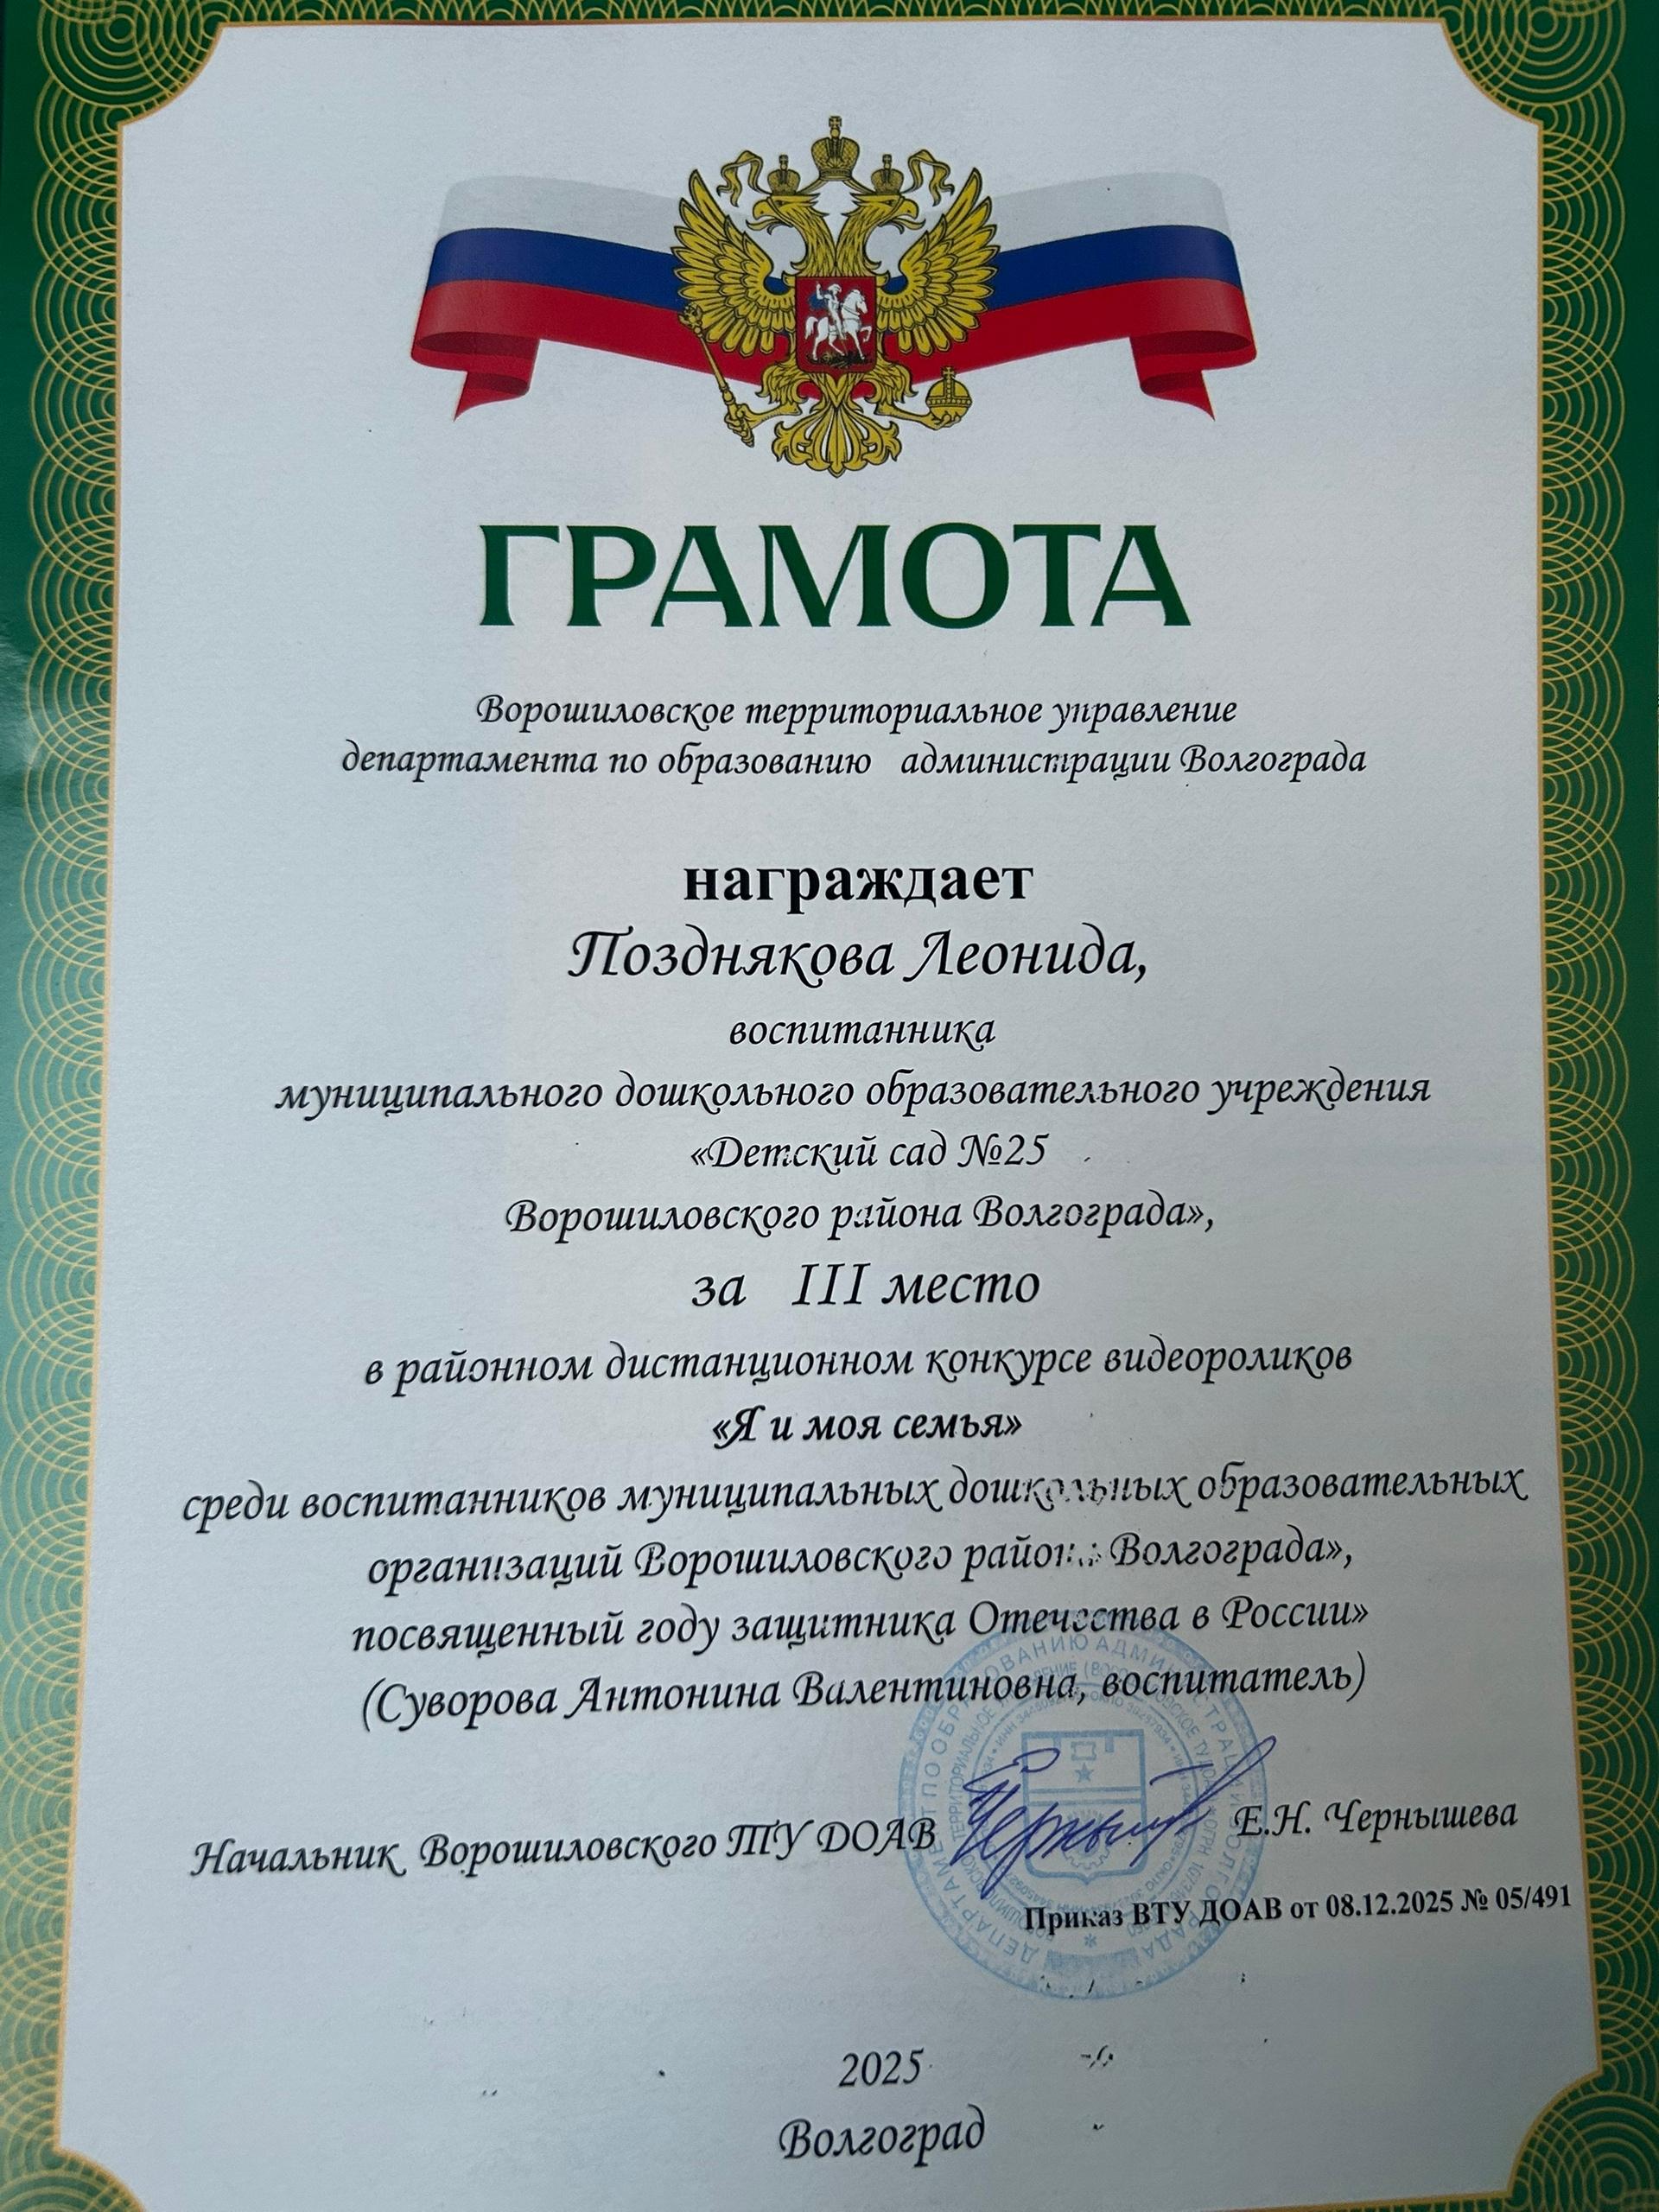 ГРАМОТА
Ворошиловское территориальное управление
департамента по образованию администрации Волгограда
награждает
Позднякова Леонида,
воспитанника
муниципального дошкольного образовательного учреждения
«Детский сад №25
Ворошиловского района Волгограда»,
за III место
в районном дистанционном конкурсе видеороликов
«Я и моя семья»
среди воспитанников муниципальных дошкольных образовательных
организаций Ворошиловского района Волгограда»,
посвященный году защитника Отечества в России»
(Суворова Антонина Валентиновна, воспитатель)
Начальник Ворошиловского ТУ ДОАВ Е.Н. Чернышева
Приказ ВТУ ДОАВ от 08.12.2025 № 05/491
2025
Волгоград